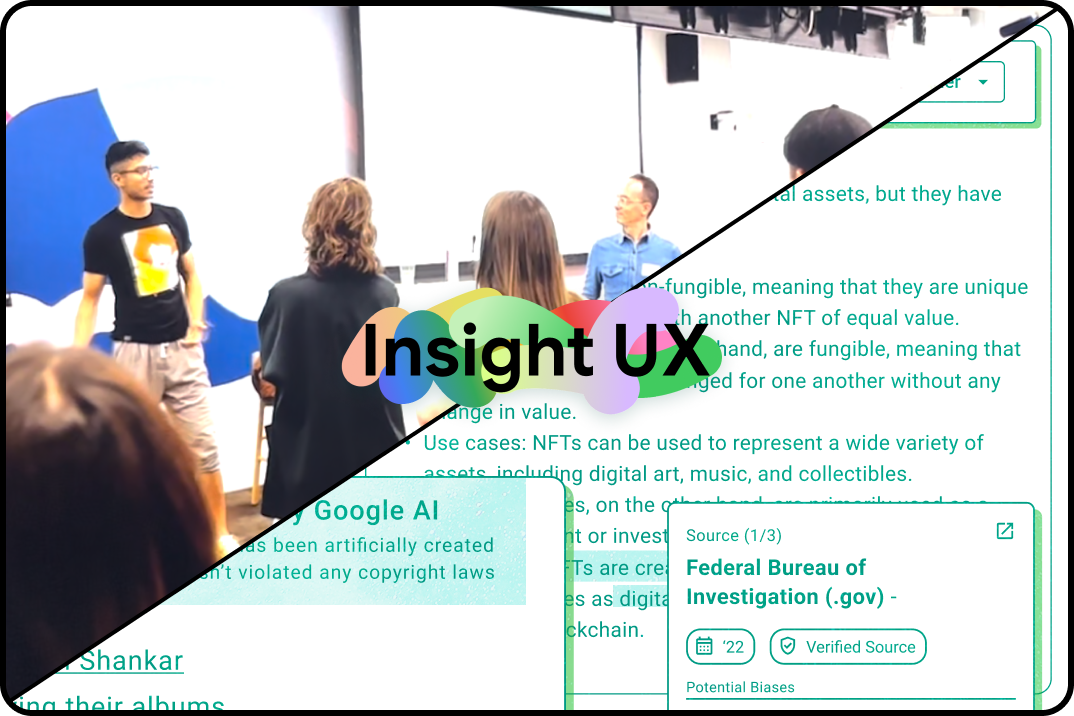 tal assets, but they have
n-fungible, meaning that they are unique
th another NFT of equal value.
hand, are fungible, meaning that
nged for one another without any
ange in value.
Insight UX
Use cases: NFTs can be used to represent a wide variety of
assets, including digital art, music, and collectibles.
es, on the other hand, are primarily used as a
nt or invest
FTs are crea
es as digita
ckchain.
y Google AI
as been artificially created
sn't violated any copyright laws
Shankar
ing their albums
Source (1/3)
Federal Bureau of
Investigation (.gov) -
'22
Verified Source
Potential Biases